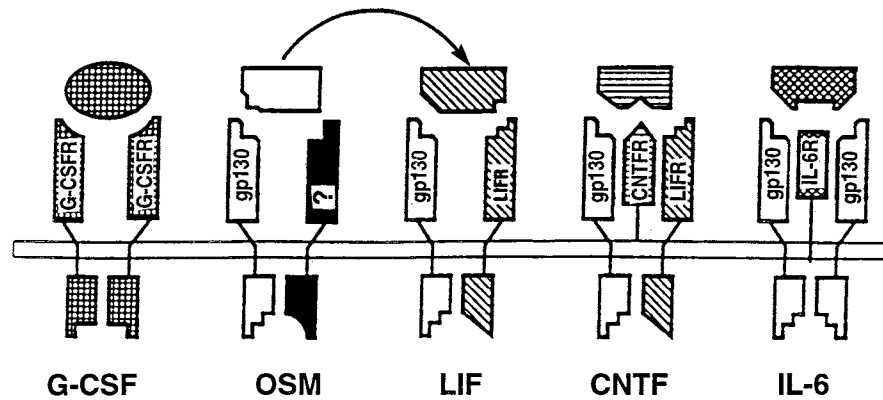 G-CSFR
G-CSFR
gp130
?
gp130
LIFR
gp130
CNTFR
LIFR
gp130
IL-6R
gp130
G-CSF
OSM
LIF
CNTF
IL-6